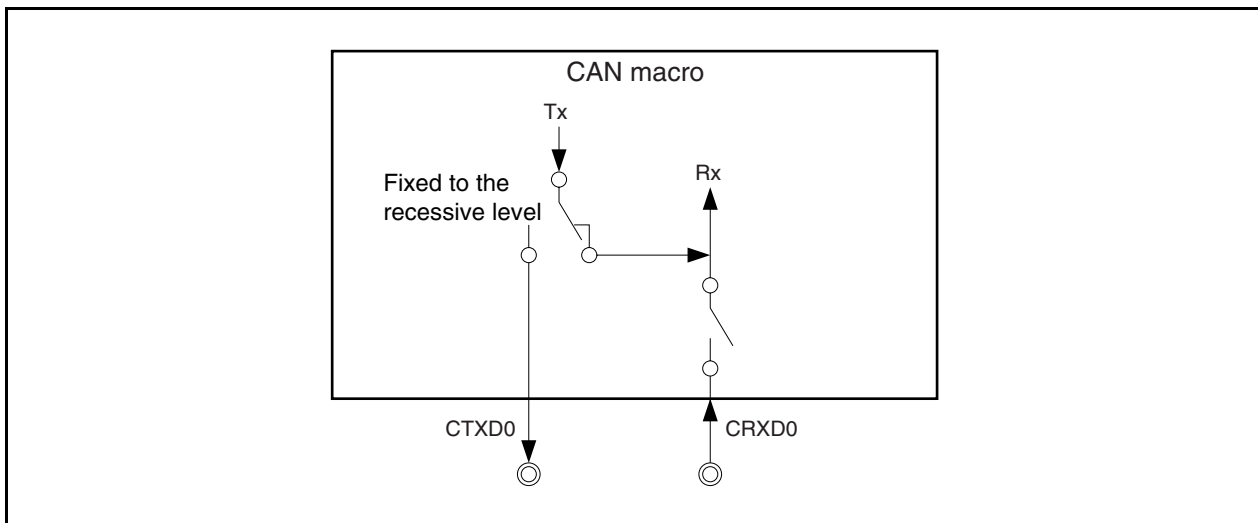 CAN macro
Tx
Rx
Fixed to the
recessive level
CTXD0
CRXD0